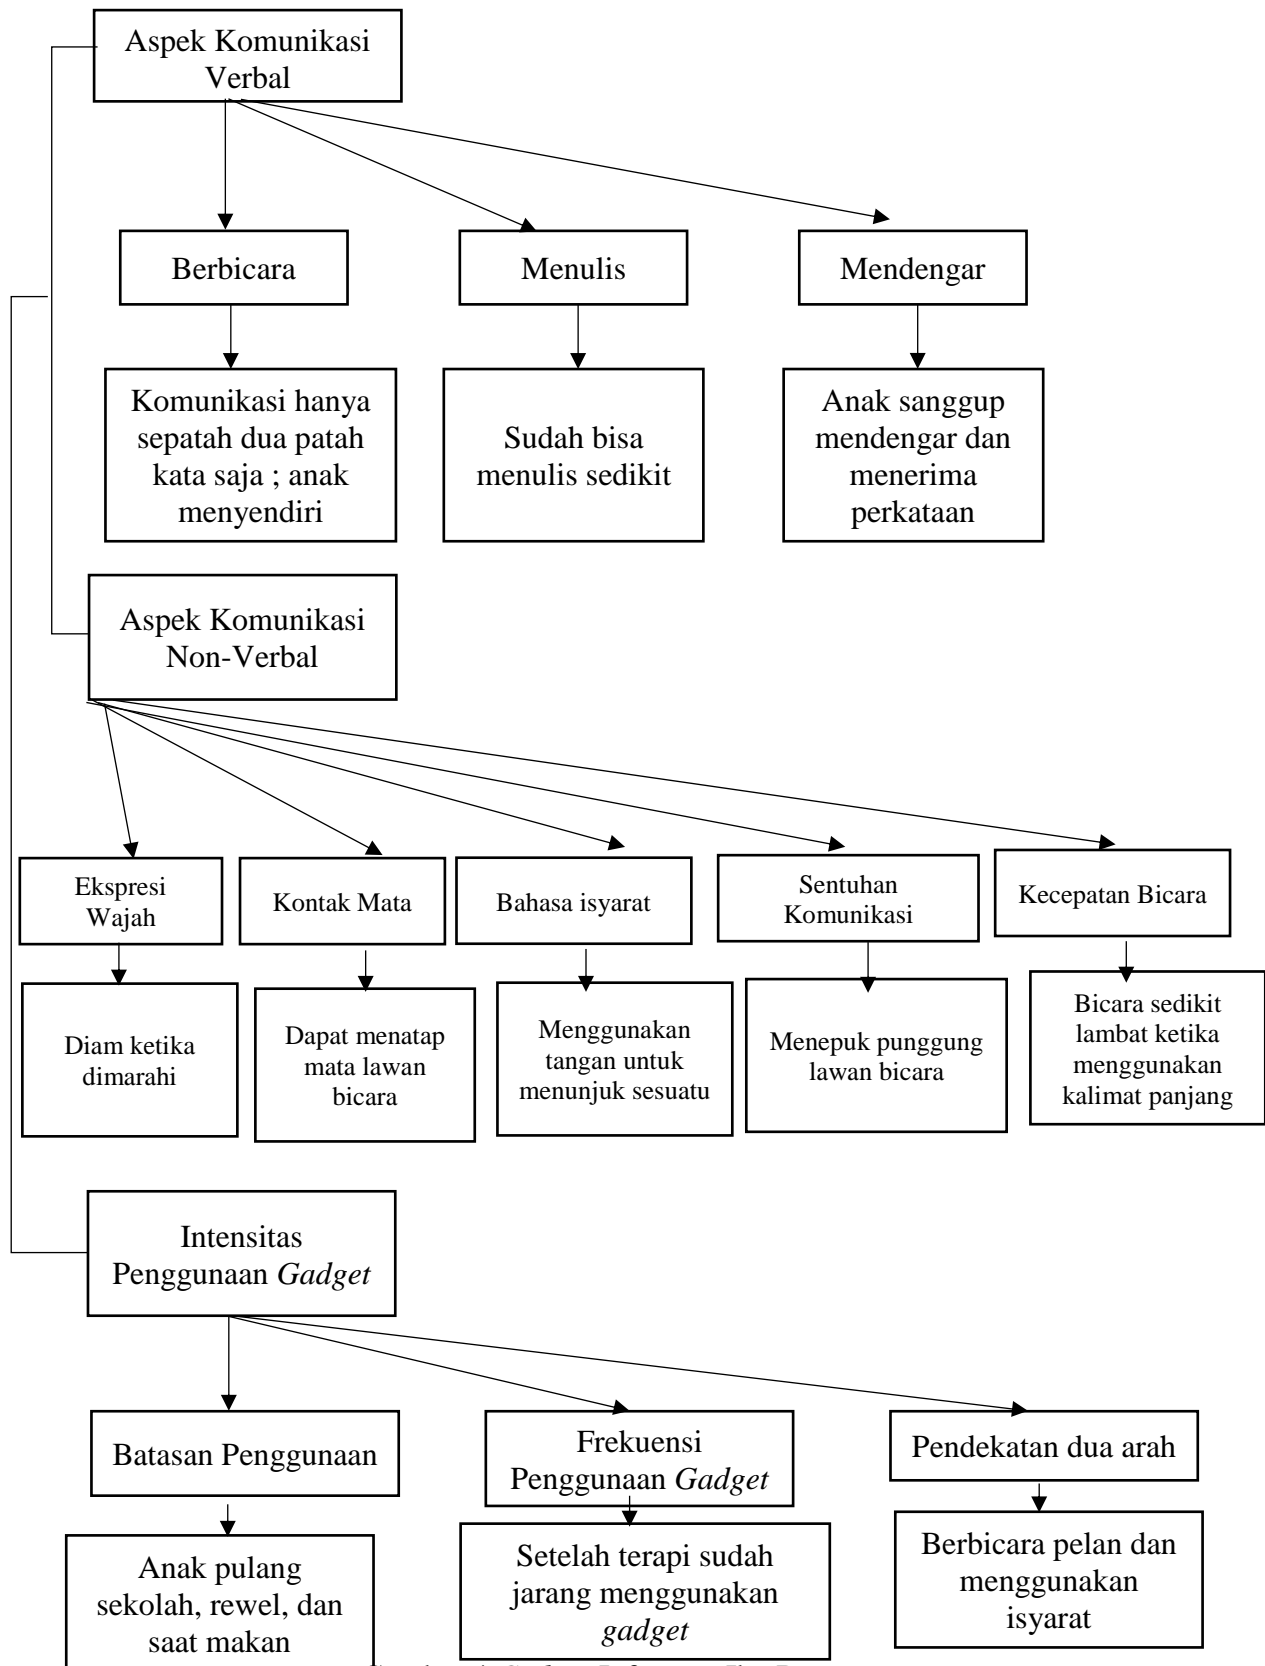 Aspek Komunikasi
Verbal
Berbicara
Menulis
Mendengar
Komunikasi hanya
sepatah dua patah
kata saja ; anak
menyendiri
Sudah bisa
menulis sedikit
Anak sanggup
mendengar dan
menerima
perkataan
Aspek Komunikasi
Non-Verbal
Ekspresi
Wajah
Kontak Mata
Bahasa isyarat
Sentuhan
Komunikasi
Kecepatan Bicara
Diam ketika
dimarahi
Dapat menatap
mata lawan
bicara
Menggunakan
tangan untuk
menunjuk sesuatu
Menepuk punggung
lawan bicara
Bicara sedikit
lambat ketika
menggunakan
kalimat panjang
Intensitas
Penggunaan Gadget
Batasan Penggunaan
Frekuensi
Penggunaan Gadget
Pendekatan dua arah
Anak pulang
sekolah, rewel, dan
saat makan
Setelah terapi sudah
jarang menggunakan
gadget
Berbicara pelan dan
menggunakan
isyarat